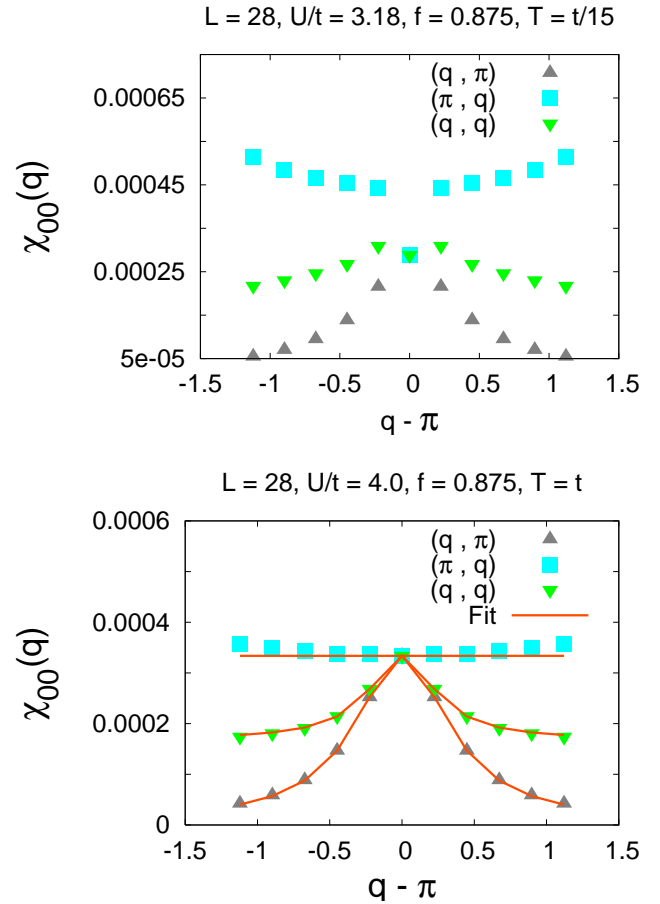 L = 28, U/t = 3.18, f = 0.875, T = t/15
(q , π)
(π , q)
(q , q)
0.00065
0.00045
0.00025
5e-05
χ00(q)
-1.5 -1 -0.5 0 0.5 1 1.5
q - π
L = 28, U/t = 4.0, f = 0.875, T = t
(q , π)
(π , q)
(q , q)
Fit
0.0006
0.0004
0.0002
0
χ00(q)
-1.5 -1 -0.5 0 0.5 1 1.5
q - π